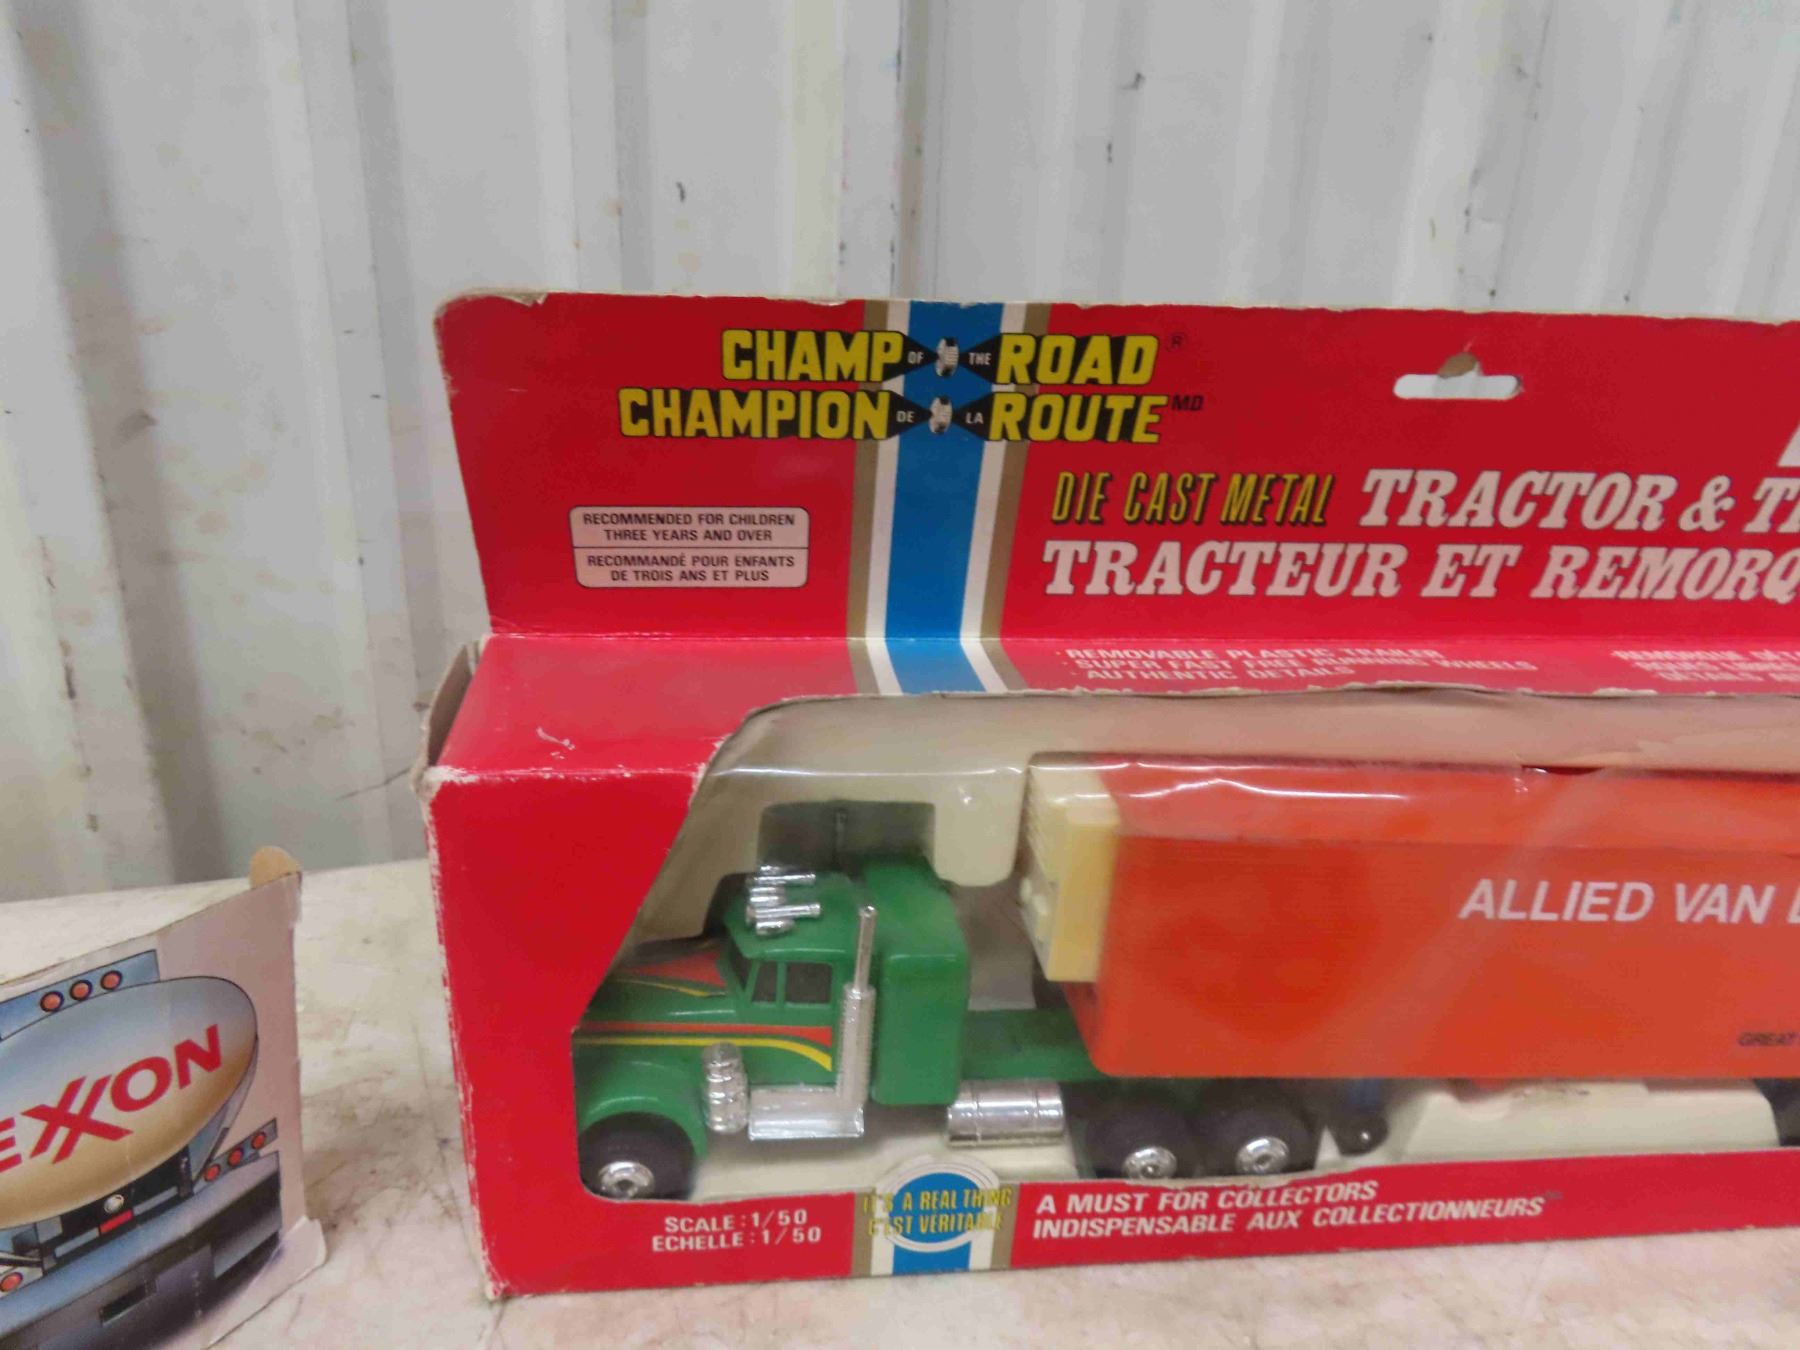 CHAMP OF THE ROAD ®
CHAMPION DE LA ROUTE MD
DIE CAST METAL TRACTOR & T
TRACTEUR ET REMORQ
RECOMMENDED FOR CHILDREN
THREE YEARS AND OVER
RECOMMANDÉ POUR ENFANTS
DE TROIS ANS ET PLUS
· REMOVABLE PLASTIC TRAILER
· SUPER FAST FREE RUNNING WHEELS
· AUTHENTIC DETAILS
ALLIED VAN
GREAT
EXXON
SCALE : 1/50
ECHELLE : 1/50
IT'S A REAL THING
C'EST VERITABLE
A MUST FOR COLLECTORS
INDISPENSABLE AUX COLLECTIONNEURS